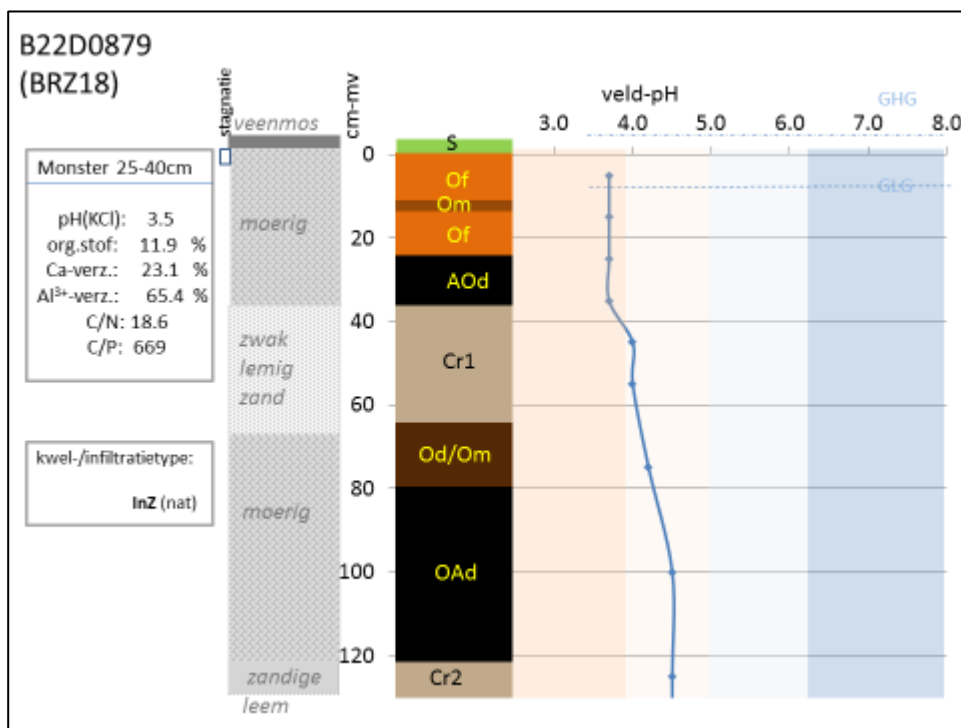 B22D0879
(BRZ18)
Monster 25-40cm
pH(KCl): 3.5
org.stof: 11.9 %
Ca-verz.: 23.1 %
Al³⁺-verz.: 65.4 %
C/N: 18.6
C/P: 669
kwel-/infiltratietype:
InZ (nat)
stagnatie
veenmos
moerig
zwak
lemig
zand
moerig
zandige
leem
cm-mv
0
20
40
60
80
100
120
S
Of
Om
Of
AOd
Cr1
Od/Om
OAd
Cr2
veld-pH
3.0 4.0 5.0 6.0 7.0 8.0
GHG
GLG